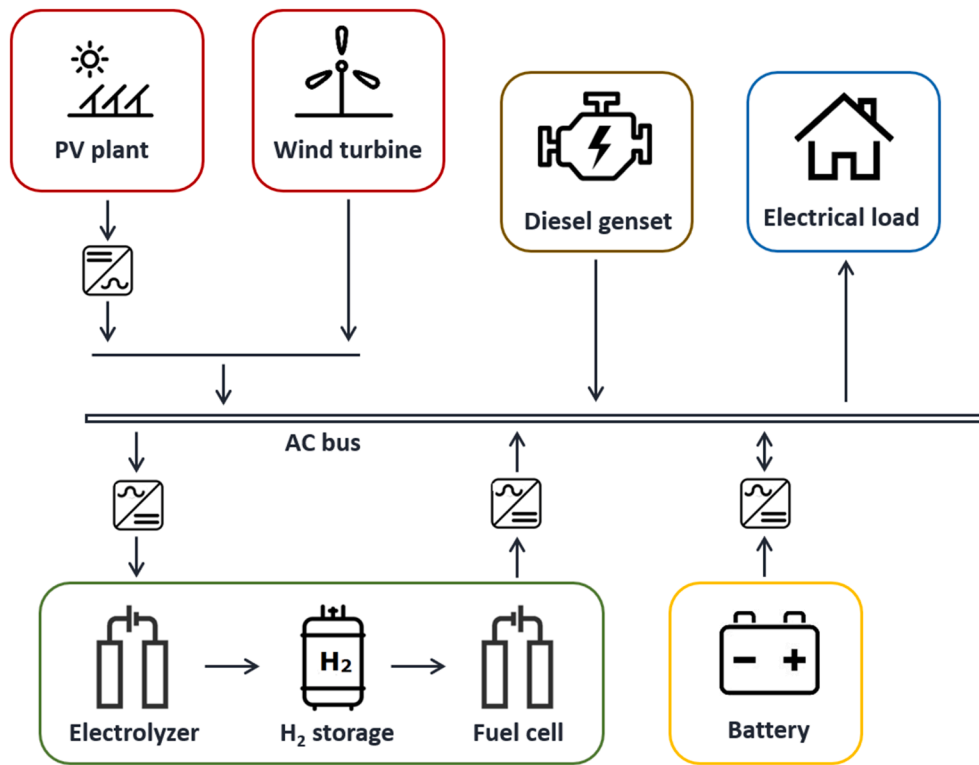 PV plant
Wind turbine
Diesel genset
Electrical load
AC bus
H₂
Electrolyzer
H₂ storage
Fuel cell
Battery